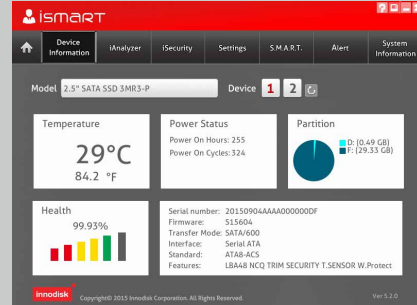 ismart
Device Information
iAnalyzer
iSecurity
Settings
S.M.A.R.T.
Alert
System Information
Model 2.5" SATA SSD 3MR3-P
Device 1 2
Temperature
29°C
84.2 °F
Power Status
Power On Hours: 255
Power On Cycles: 324
Partition
D: (0.49 GB)
F: (29.33 GB)
Health
99.93%
Serial number: 20150904AAAA000000DF
Firmware: S15604
Transfer Mode: SATA/600
Interface: Serial ATA
Standard: ATA8-ACS
Features: LBA48 NCQ TRIM SECURITY T.SENSOR W.Protect
innodisk
Copyright© 2015 Innodisk Corporation. All Rights Reserved.
Ver 5.2.0